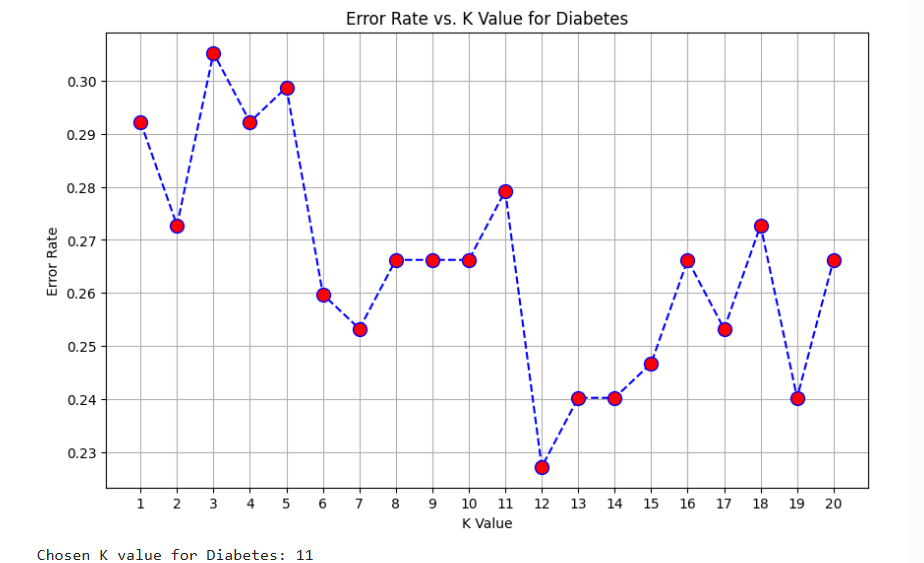 Error Rate vs. K Value for Diabetes
0.30
0.29
0.28
0.27
0.26
0.25
0.24
0.23
Error Rate
1 2 3 4 5 6 7 8 9 10 11 12 13 14 15 16 17 18 19 20
K Value
Chosen K value for Diabetes: 11